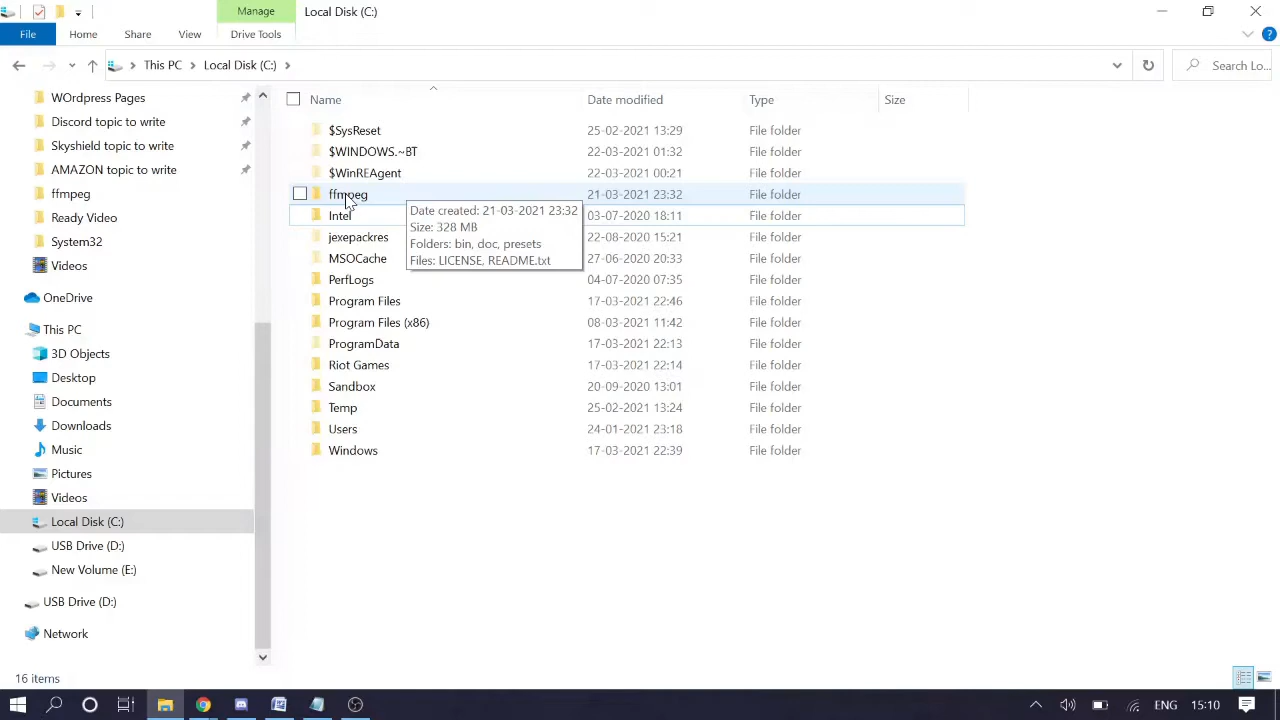 Manage
Local Disk (C:)
File
Home
Share
View
Drive Tools
This PC
Local Disk (C:)
Search Lo...
WOrdpress Pages
Discord topic to write
Skyshield topic to write
AMAZON topic to write
ffmpeg
Ready Video
System32
Videos
OneDrive
This PC
3D Objects
Desktop
Documents
Downloads
Music
Pictures
Videos
Local Disk (C:)
USB Drive (D:)
New Volume (E:)
USB Drive (D:)
Network
Name Date modified Type Size
$SysReset 25-02-2021 13:29 File folder
$WINDOWS.~BT 22-03-2021 01:32 File folder
$WinREAgent 22-03-2021 00:21 File folder
ffmpeg 21-03-2021 23:32 File folder
Intel 03-07-2020 18:11 File folder
jexepackres 22-08-2020 15:21 File folder
MSOCache 27-06-2020 20:33 File folder
PerfLogs 04-07-2020 07:35 File folder
Program Files 17-03-2021 22:46 File folder
Program Files (x86) 08-03-2021 11:42 File folder
ProgramData 17-03-2021 22:13 File folder
Riot Games 17-03-2021 22:14 File folder
Sandbox 20-09-2020 13:01 File folder
Temp 25-02-2021 13:24 File folder
Users 24-01-2021 23:18 File folder
Windows 17-03-2021 22:39 File folder
Date created: 21-03-2021 23:32
Size: 328 MB
Folders: bin, doc, presets
Files: LICENSE, README.txt
16 items
ENG
15:10